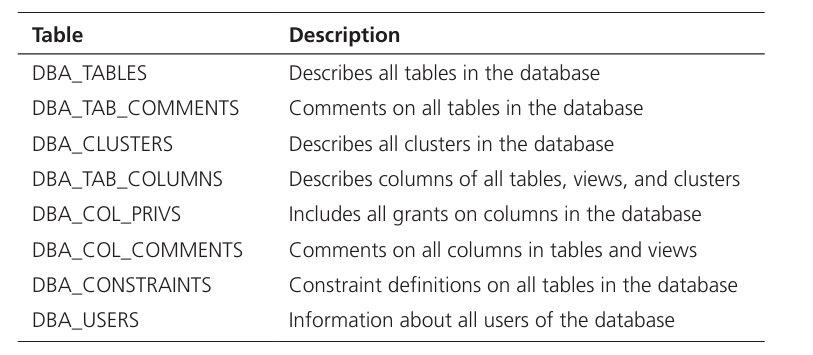 Table Description
DBA_TABLES Describes all tables in the database
DBA_TAB_COMMENTS Comments on all tables in the database
DBA_CLUSTERS Describes all clusters in the database
DBA_TAB_COLUMNS Describes columns of all tables, views, and clusters
DBA_COL_PRIVS Includes all grants on columns in the database
DBA_COL_COMMENTS Comments on all columns in tables and views
DBA_CONSTRAINTS Constraint definitions on all tables in the database
DBA_USERS Information about all users of the database